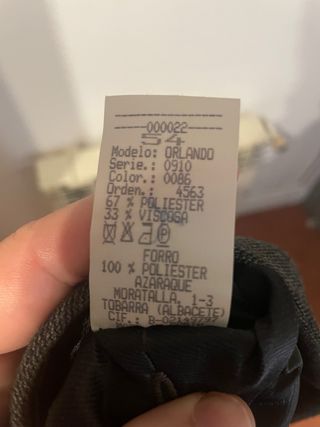 ------000022------
54
Modelo: ORLANDO
Serie.: 0910
Color.: 0086
Orden.: 4563
67 % POLIESTER
33 % VISCOSA
P
FORRO
100 % POLIESTER
AZARAQUE
MORATALLA, 1-3
TOBARRA (ALBACETE)
CIF.: